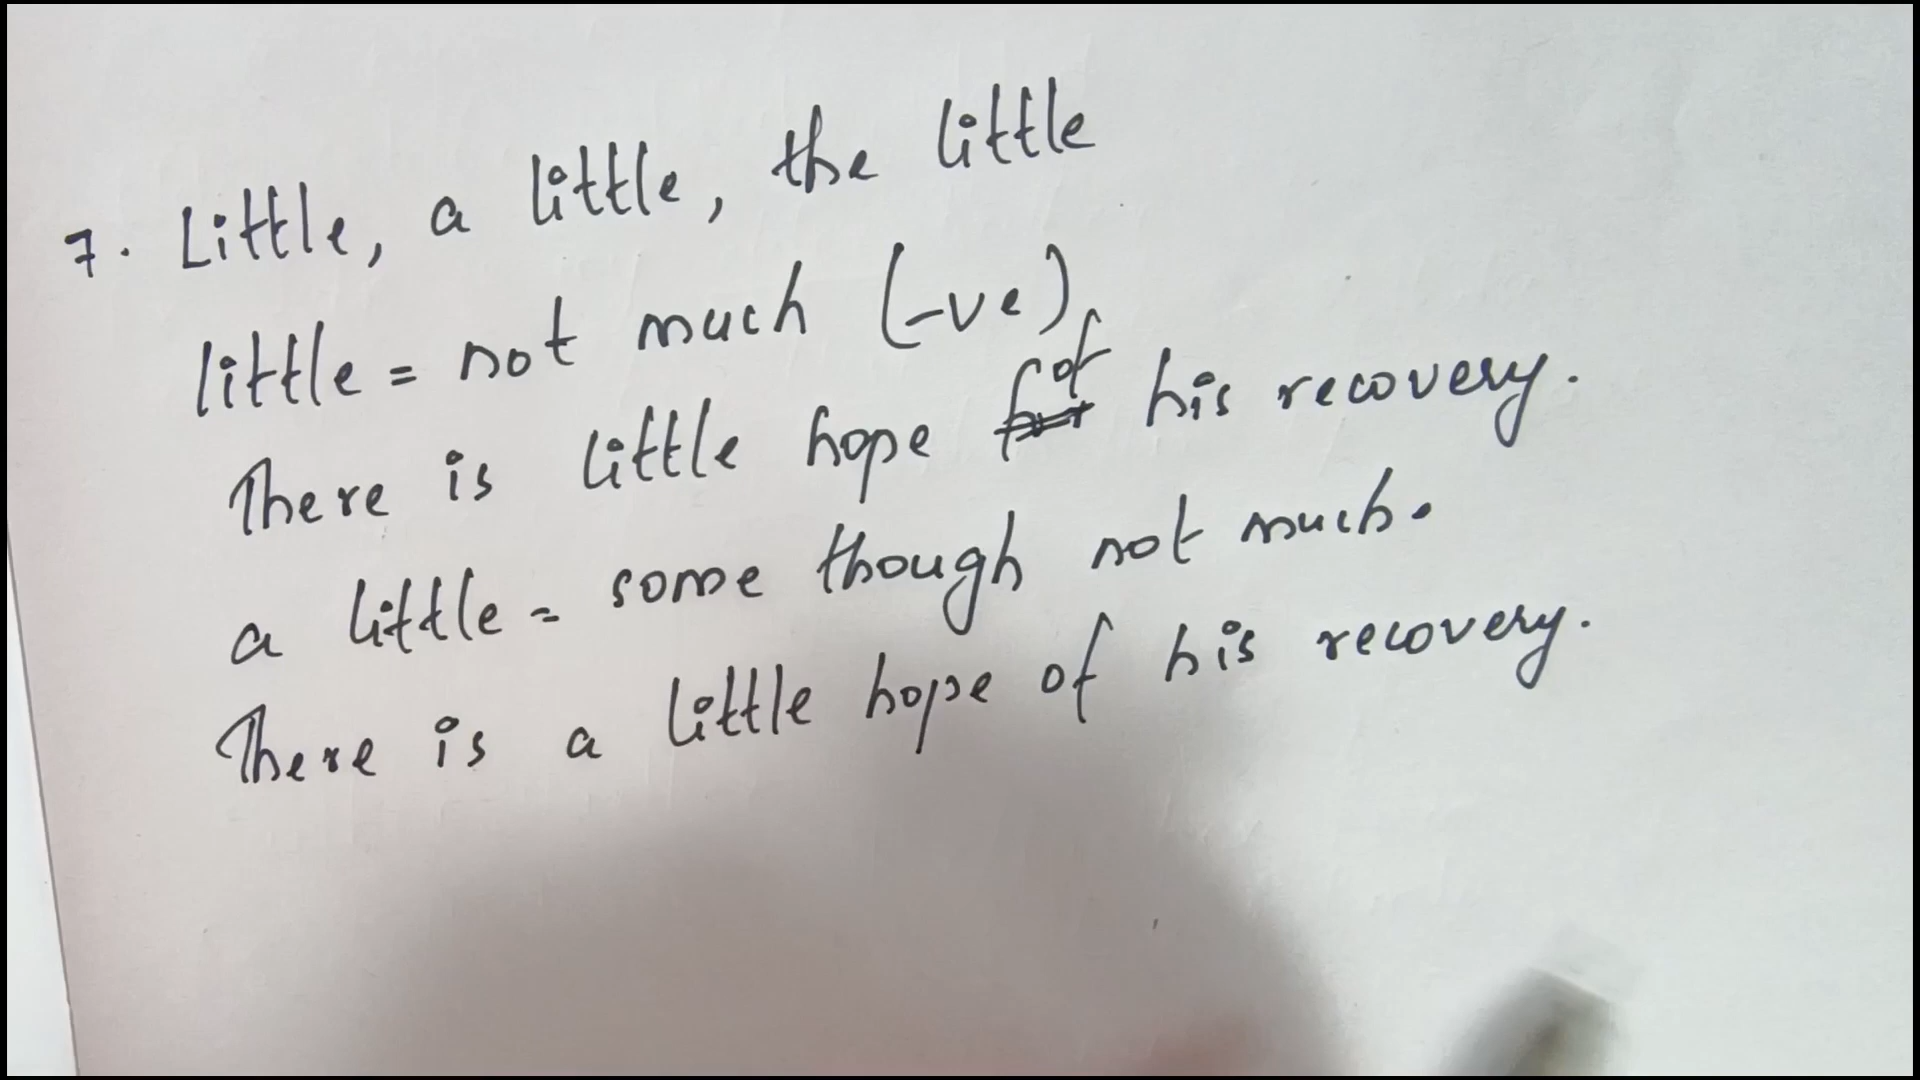 7. Little, a little, the little
little = not much (-ve)
There is little hope of his recovery.
a little = some though not much.
There is a little hope of his recovery.